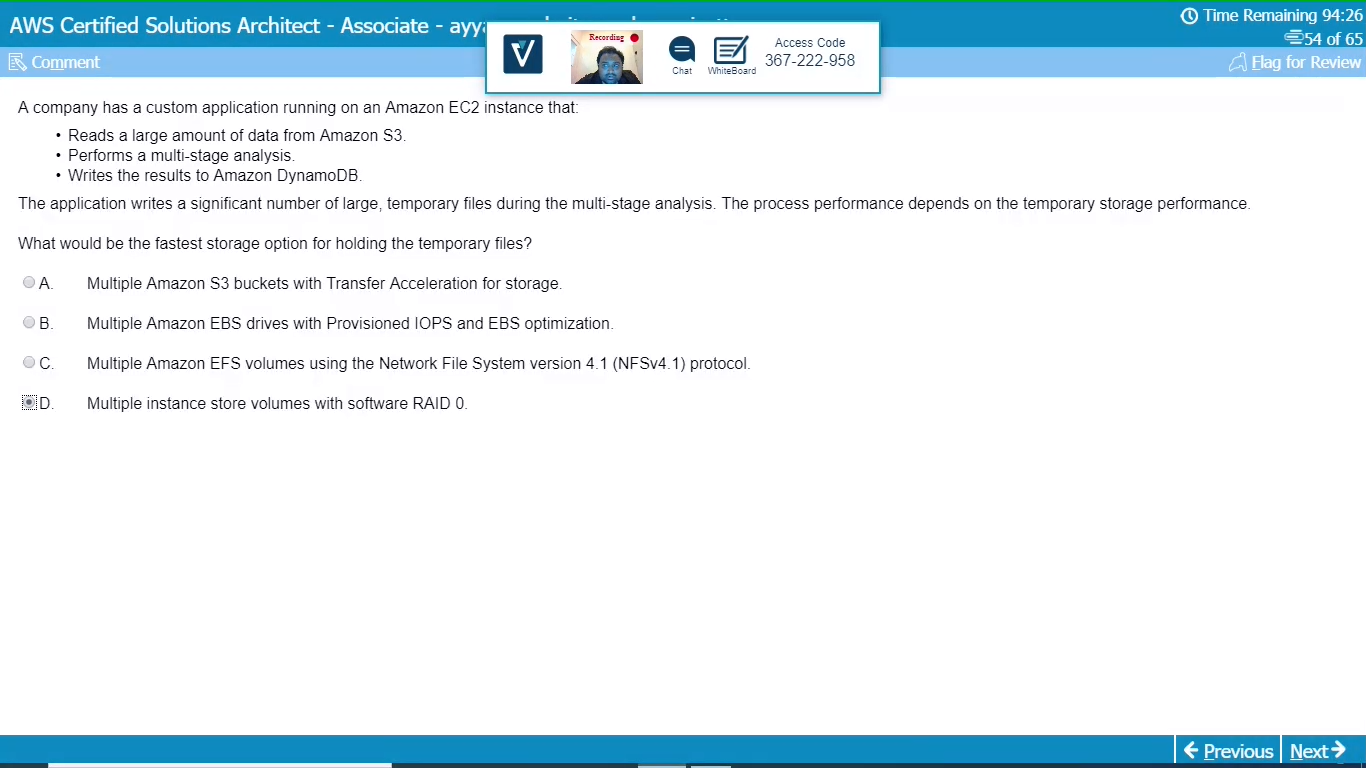 AWS Certified Solutions Architect - Associate - ayy
Time Remaining 94:26
54 of 65
Comment
Flag for Review
Recording
Chat
WhiteBoard
Access Code
367-222-958
A company has a custom application running on an Amazon EC2 instance that:
• Reads a large amount of data from Amazon S3.
• Performs a multi-stage analysis.
• Writes the results to Amazon DynamoDB.
The application writes a significant number of large, temporary files during the multi-stage analysis. The process performance depends on the temporary storage performance.
What would be the fastest storage option for holding the temporary files?
A. Multiple Amazon S3 buckets with Transfer Acceleration for storage.
B. Multiple Amazon EBS drives with Provisioned IOPS and EBS optimization.
C. Multiple Amazon EFS volumes using the Network File System version 4.1 (NFSv4.1) protocol.
D. Multiple instance store volumes with software RAID 0.
Previous
Next